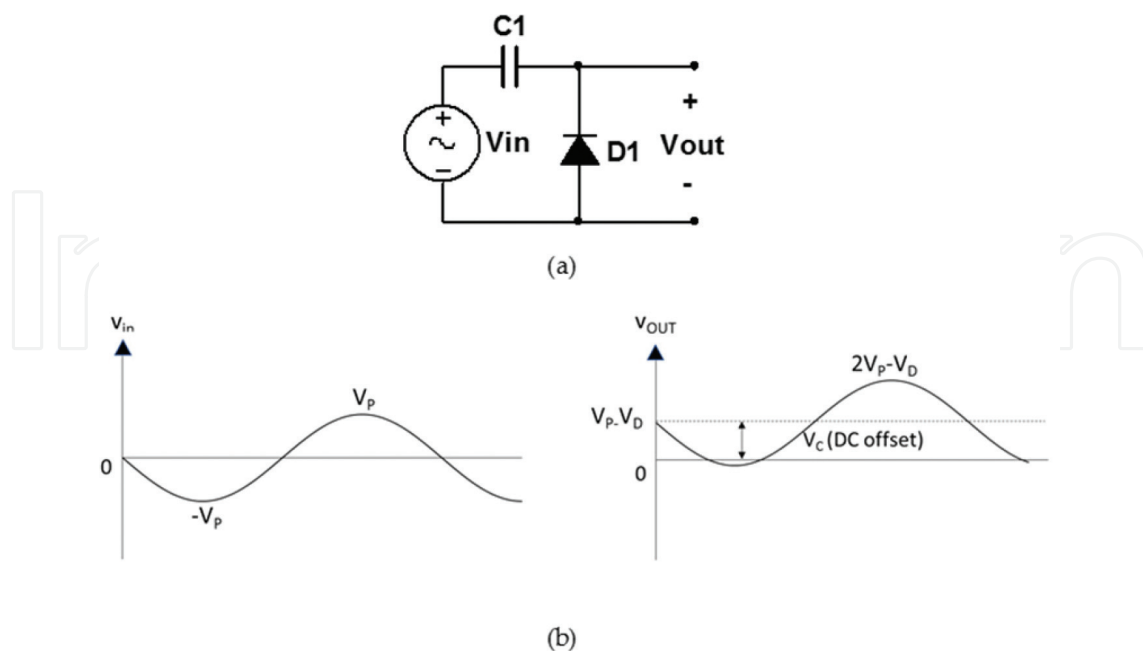 C1
+
Vin
-
D1
+
Vout
-
(a)
vin
0
VP
-VP
vOUT
2VP-VD
VP-VD
VC (DC offset)
0
(b)